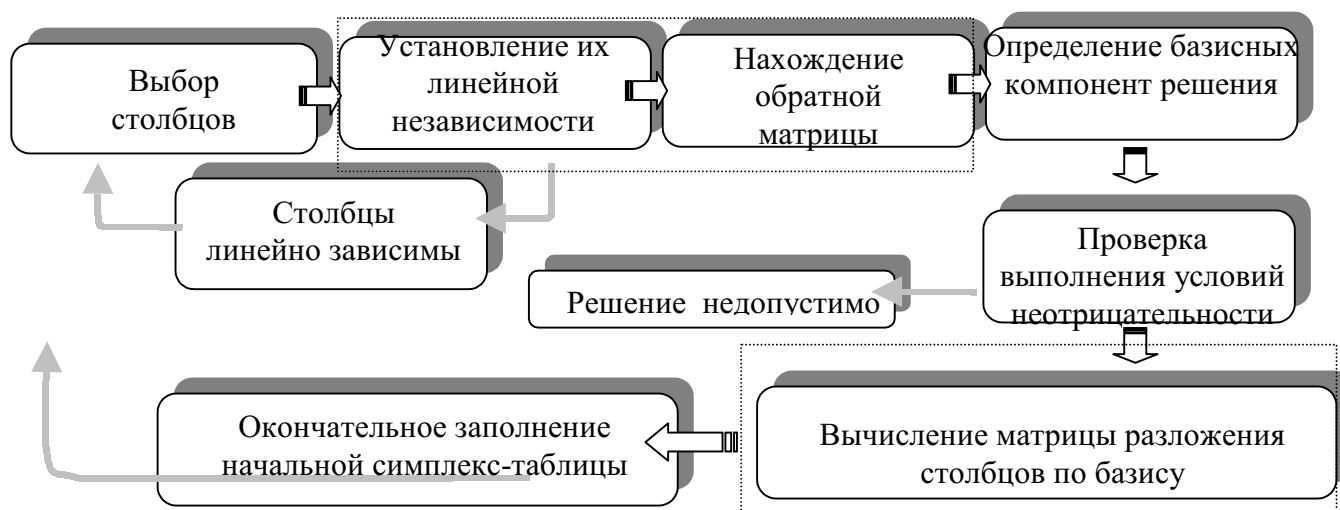 Выбор
столбцов
Установление их
линейной
независимости
Нахождение
обратной
матрицы
Определение базисных
компонент решения
Столбцы
линейно зависимы
Проверка
выполнения условий
неотрицательности
Решение недопустимо
Вычисление матрицы разложения
столбцов по базису
Окончательное заполнение
начальной симплекс-таблицы